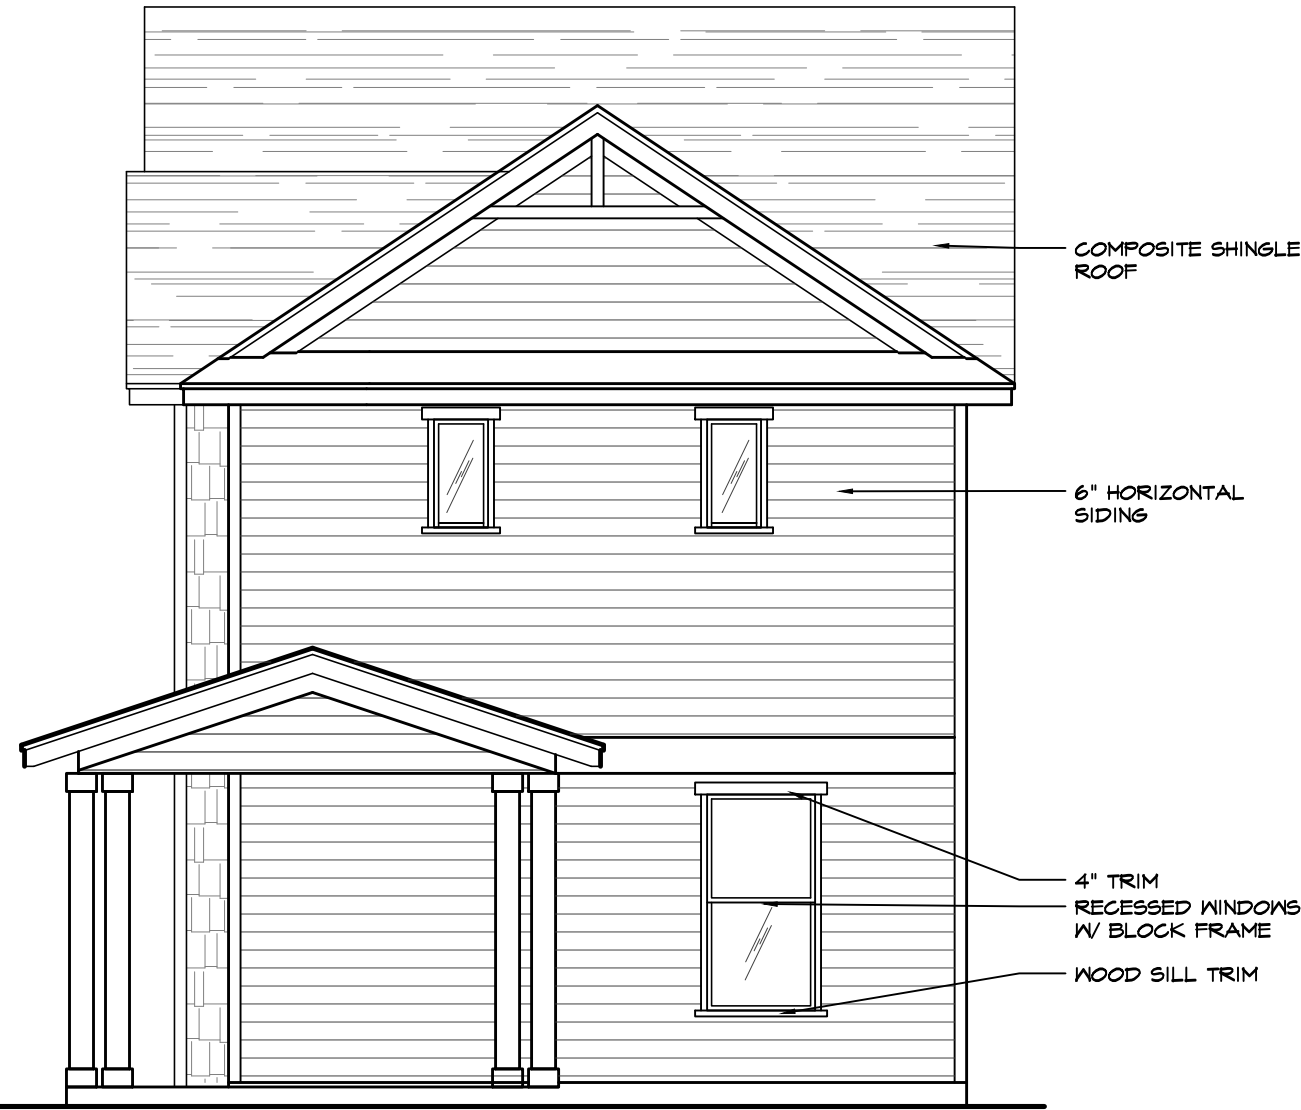 COMPOSITE SHINGLE
ROOF
6" HORIZONTAL
SIDING
4" TRIM
RECESSED WINDOWS
W/ BLOCK FRAME
WOOD SILL TRIM